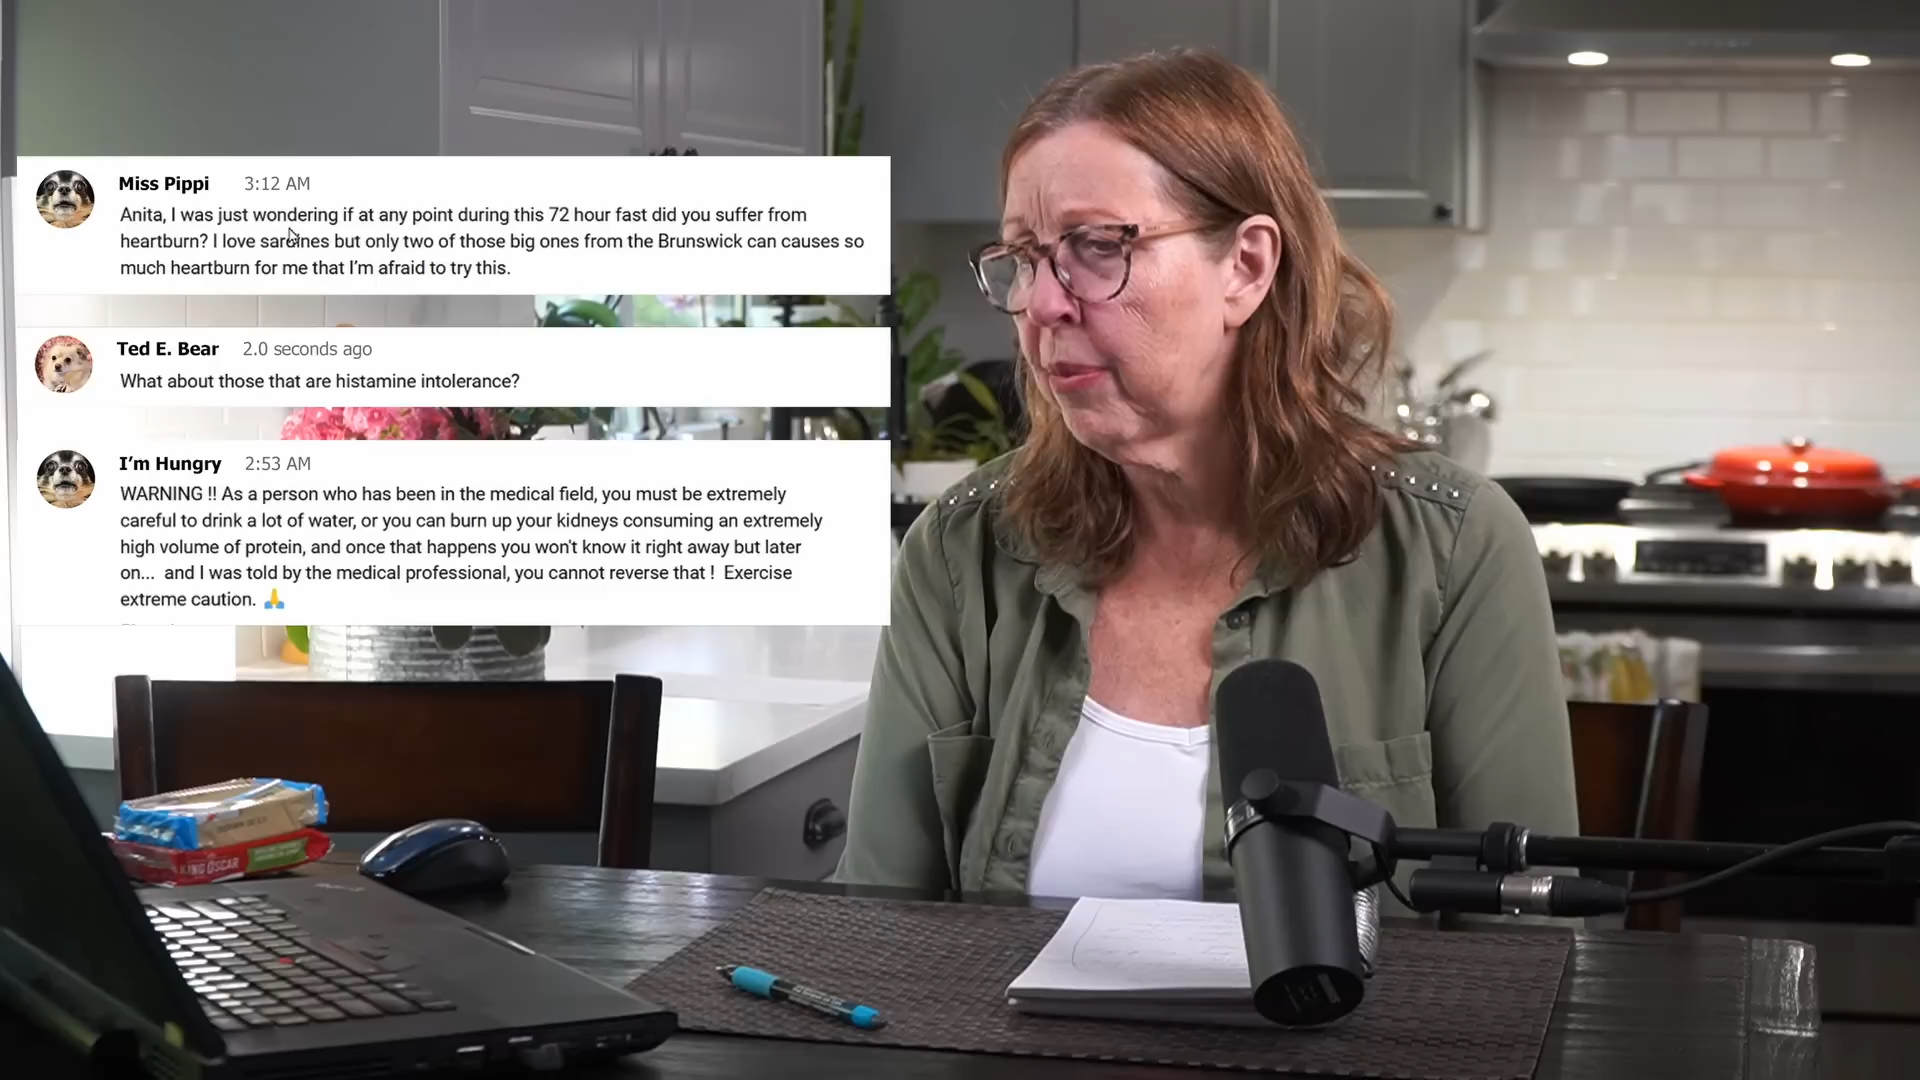 Miss Pippi 3:12 AM
Anita, I was just wondering if at any point during this 72 hour fast did you suffer from
heartburn? I love sardines but only two of those big ones from the Brunswick can causes so
much heartburn for me that I'm afraid to try this.
Ted E. Bear 2.0 seconds ago
What about those that are histamine intolerance?
I'm Hungry 2:53 AM
WARNING !! As a person who has been in the medical field, you must be extremely
careful to drink a lot of water, or you can burn up your kidneys consuming an extremely
high volume of protein, and once that happens you won't know it right away but later
on... and I was told by the medical professional, you cannot reverse that ! Exercise
extreme caution. 🙏
KING OSCAR